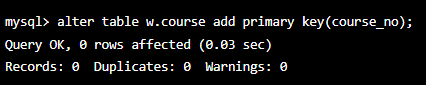 mysql> alter table w.course add primary key(course_no);
Query OK, 0 rows affected (0.03 sec)
Records: 0  Duplicates: 0  Warnings: 0